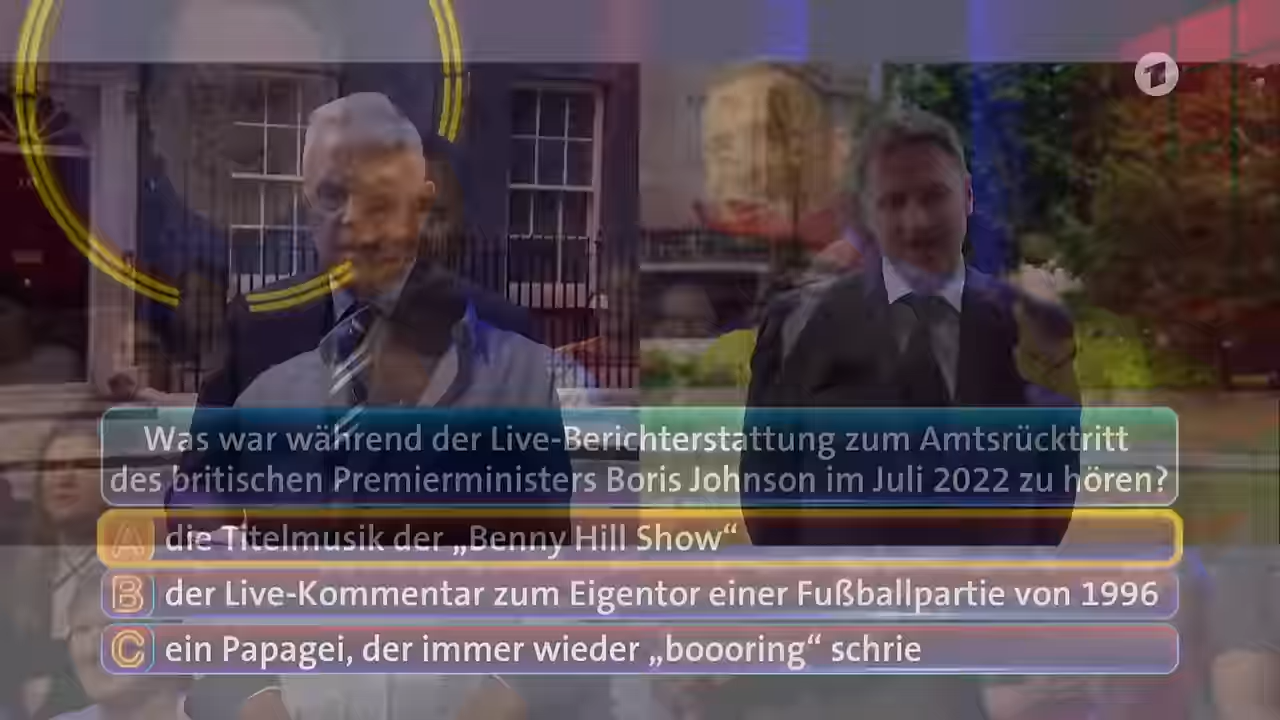 1
Was war während der Live-Berichterstattung zum Amtsrücktritt
des britischen Premierministers Boris Johnson im Juli 2022 zu hören?
A die Titelmusik der „Benny Hill Show“
B der Live-Kommentar zum Eigentor einer Fußballpartie von 1996
C ein Papagei, der immer wieder „boooring“ schrie